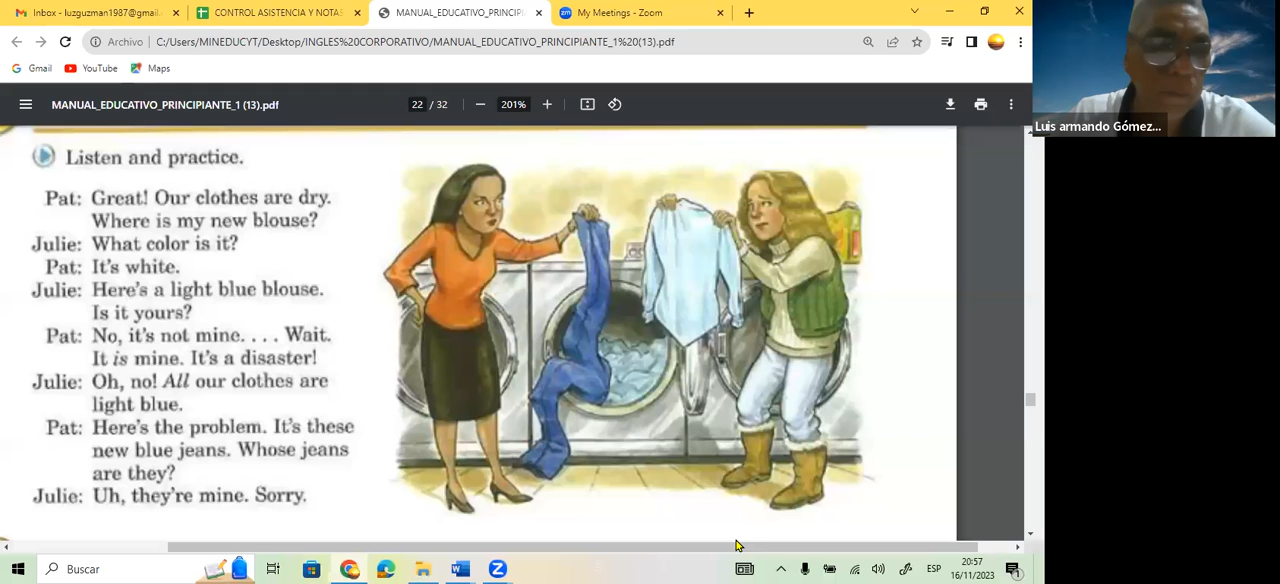 Inbox - luzguzman1987@gmail.
CONTROL ASISTENCIA Y NOTAS
MANUAL_EDUCATIVO_PRINCIPI
My Meetings - Zoom
Archivo
C:/Users/MINEDUCYT/Desktop/INGLES%20CORPORATIVO/MANUAL_EDUCATIVO_PRINCIPIANTE_1%20(13).pdf
Gmail
YouTube
Maps
MANUAL_EDUCATIVO_PRINCIPIANTE_1 (13).pdf
22 / 32
201%
Luis armando Gómez...
Listen and practice.
Pat: Great! Our clothes are dry.
Where is my new blouse?
Julie: What color is it?
Pat: It's white.
Julie: Here's a light blue blouse.
Is it yours?
Pat: No, it's not mine. . . . Wait.
It is mine. It's a disaster!
Julie: Oh, no! All our clothes are
light blue.
Pat: Here's the problem. It's these
new blue jeans. Whose jeans
are they?
Julie: Uh, they're mine. Sorry.
Buscar
ESP
20:57
16/11/2023